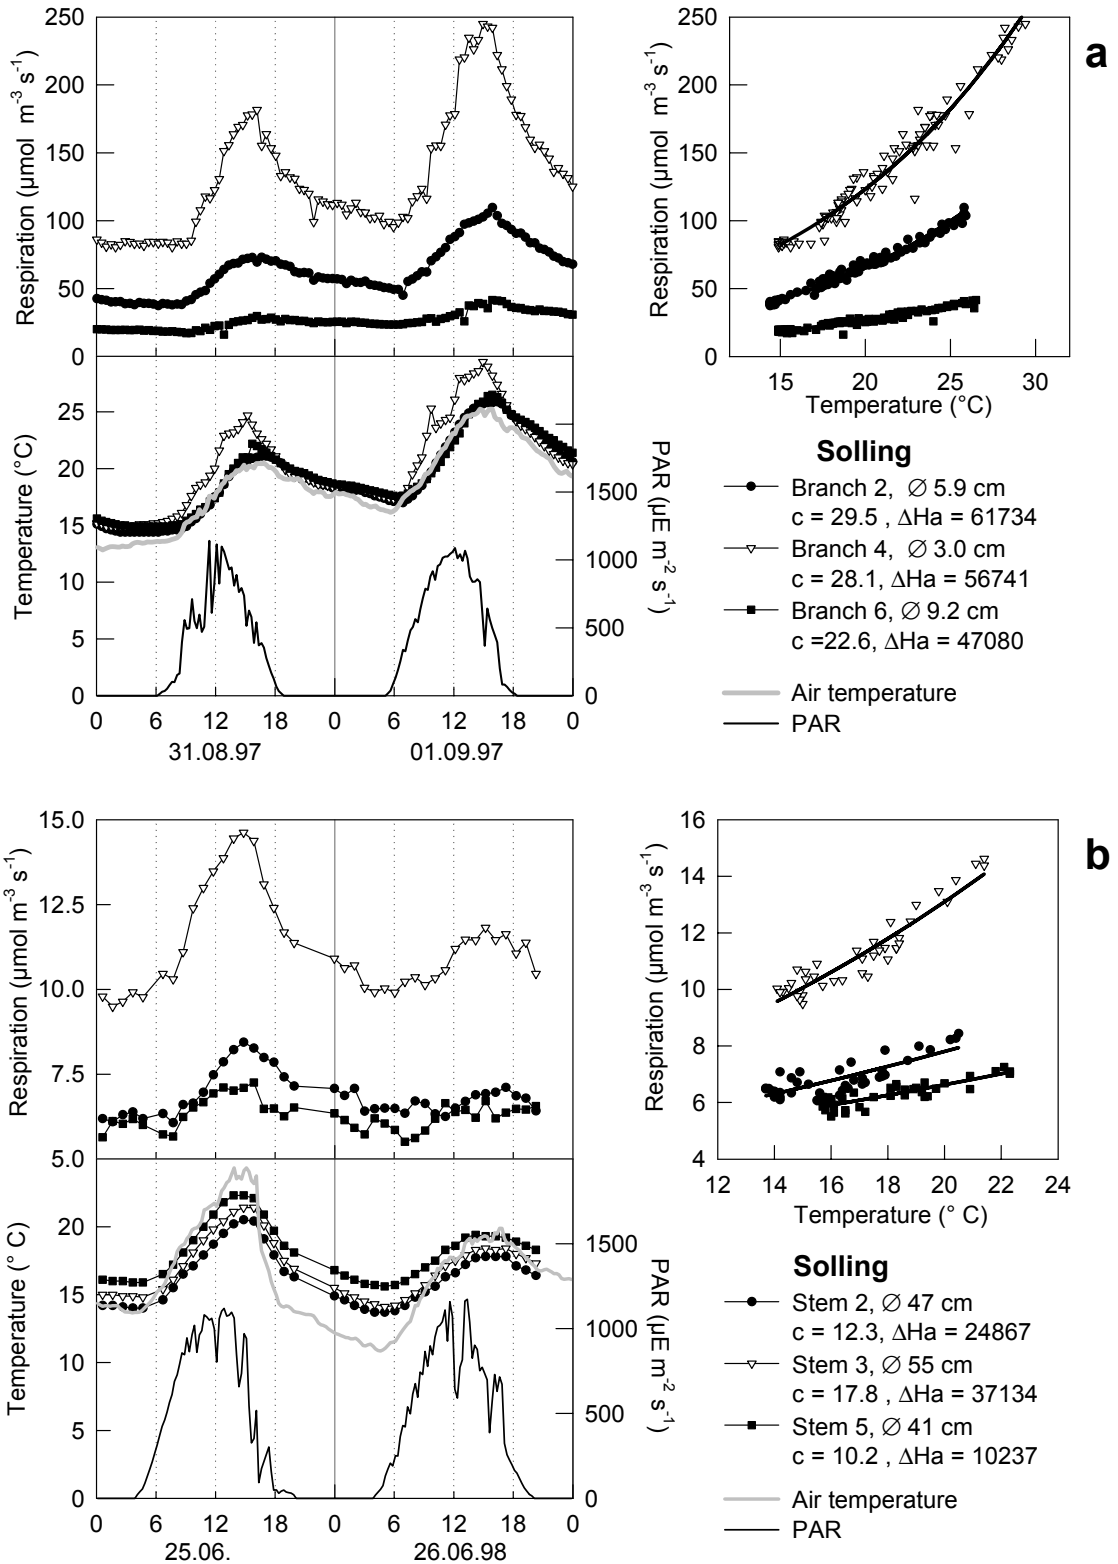 a
Respiration (µmol m⁻³ s⁻¹)
250
200
150
100
50
0
Temperature (°C)
25
20
15
10
5
0
PAR (µE m⁻² s⁻¹)
1500
1000
500
0
0 6 12 18 0 6 12 18 0
31.08.97 01.09.97
Respiration (µmol m⁻³ s⁻¹)
250
200
150
100
50
0
15 20 25 30
Temperature (°C)
Solling
Branch 2, Ø 5.9 cm
c = 29.5 , ΔHa = 61734
Branch 4, Ø 3.0 cm
c = 28.1, ΔHa = 56741
Branch 6, Ø 9.2 cm
c =22.6, ΔHa = 47080
Air temperature
PAR
b
Respiration (µmol m⁻³ s⁻¹)
15.0
12.5
10.0
7.5
5.0
Temperature (° C)
20
15
10
5
0
PAR (µE m⁻² s⁻¹)
1500
1000
500
0
0 6 12 18 0 6 12 18 0
25.06. 26.06.98
Respiration (µmol m⁻³ s⁻¹)
16
14
12
10
8
6
4
12 14 16 18 20 22 24
Temperature (° C)
Solling
Stem 2, Ø 47 cm
c = 12.3, ΔHa = 24867
Stem 3, Ø 55 cm
c = 17.8 , ΔHa = 37134
Stem 5, Ø 41 cm
c = 10.2 , ΔHa = 10237
Air temperature
PAR